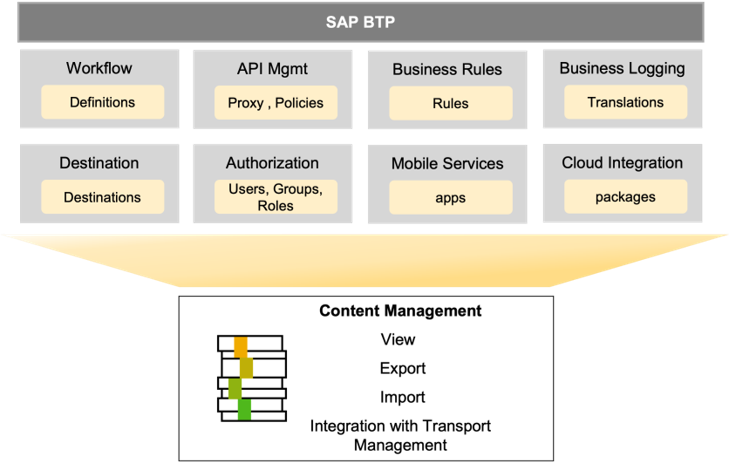 SAP BTP
Workflow
Definitions
API Mgmt
Proxy , Policies
Business Rules
Rules
Business Logging
Translations
Destination
Destinations
Authorization
Users, Groups,
Roles
Mobile Services
apps
Cloud Integration
packages
Content Management
View
Export
Import
Integration with Transport
Management